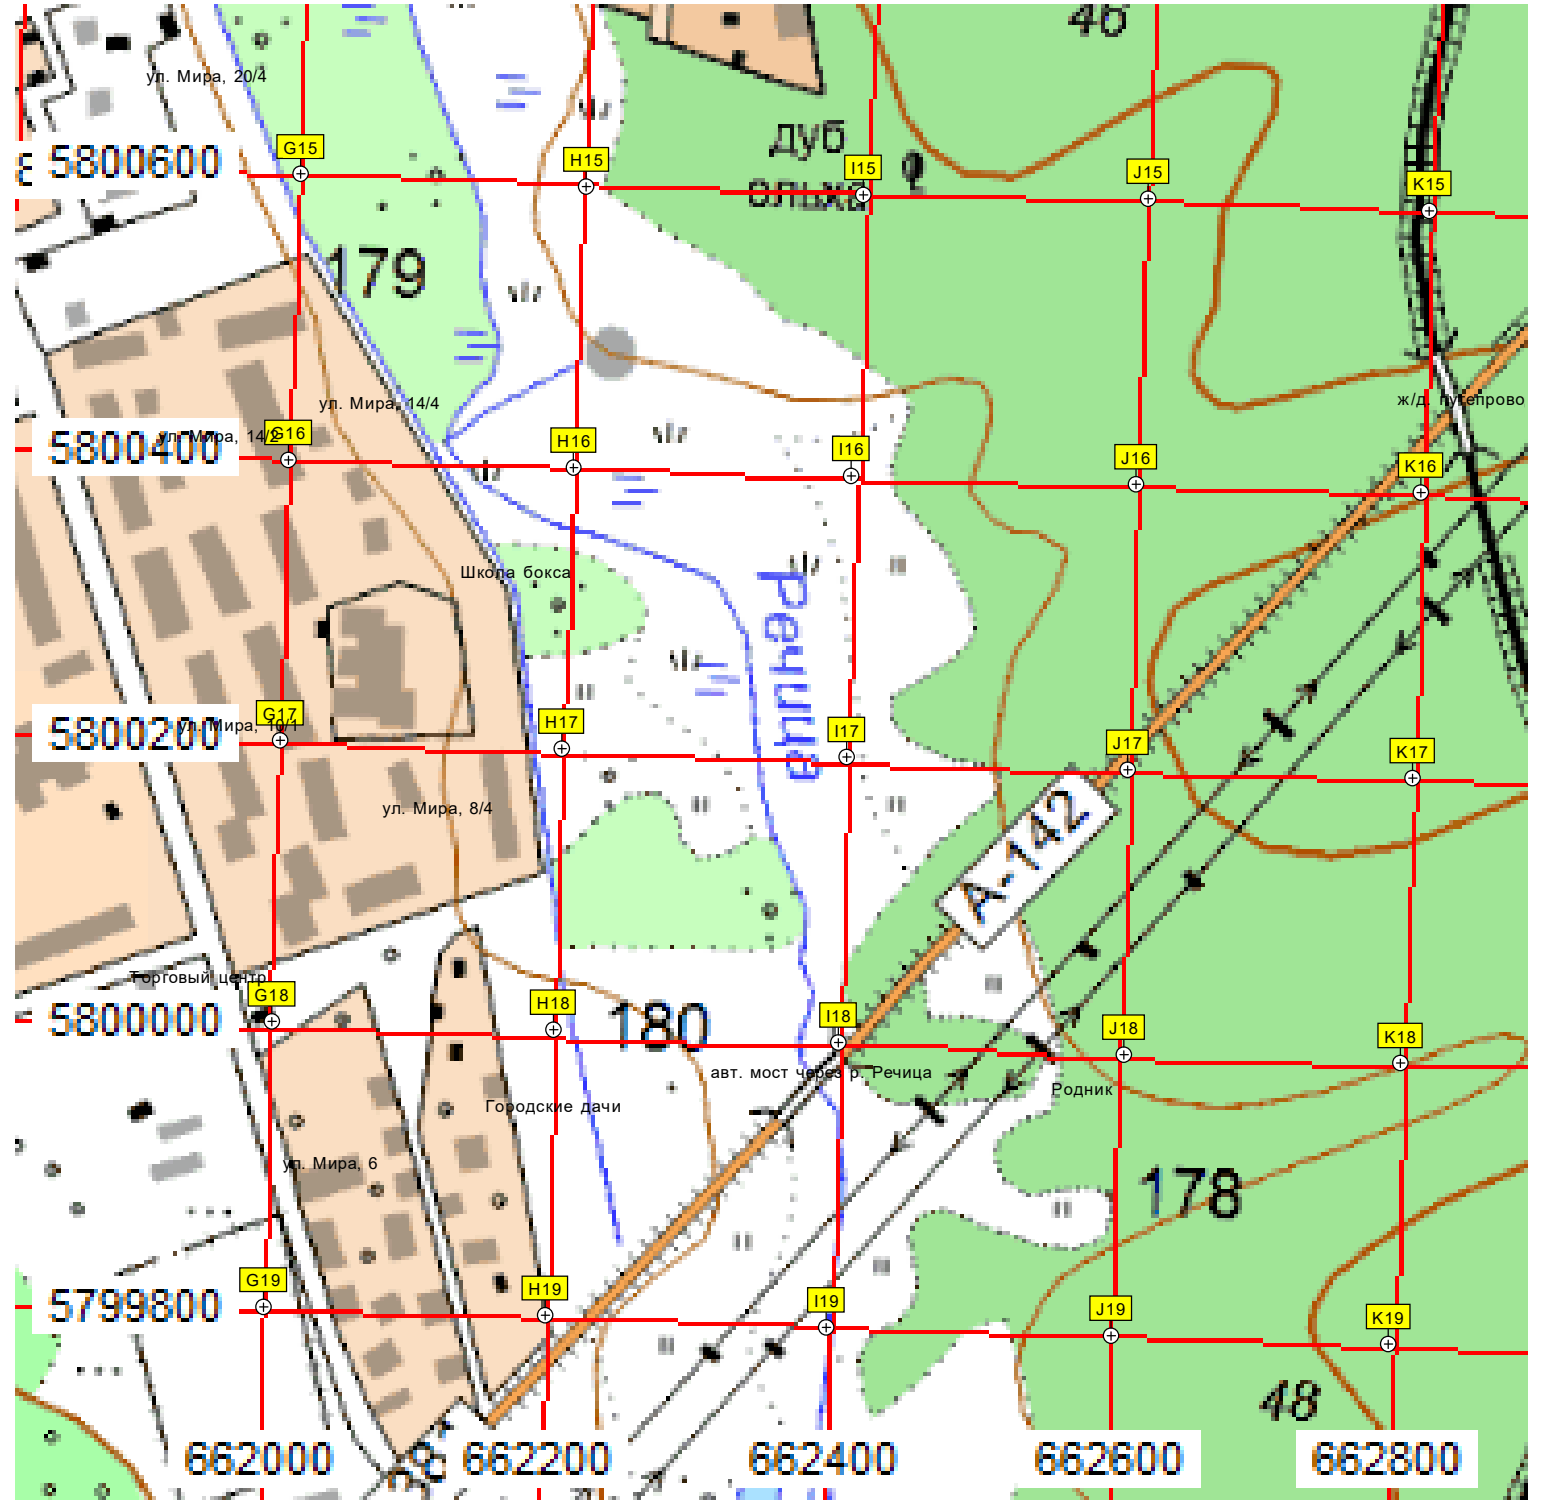 46
ул. Мира, 20/4
дуб
ольха
5800600
G15
H15
I15
J15
K15
179
ул. Мира, 14/4
ж/д. путепрово
5800400
ул. Мира, 14/2
G16
H16
I16
J16
K16
Школа бокса
Речица
5800200
ул. Мира, 10/1
G17
H17
I17
J17
K17
ул. Мира, 8/4
А-142
Торговый центр
5800000
G18
H18
I18
J18
K18
180
авт. мост через р. Речица
Родник
Городские дачи
ул. Мира, 6
178
5799800
G19
H19
I19
J19
K19
48
662000
662200
662400
662600
662800